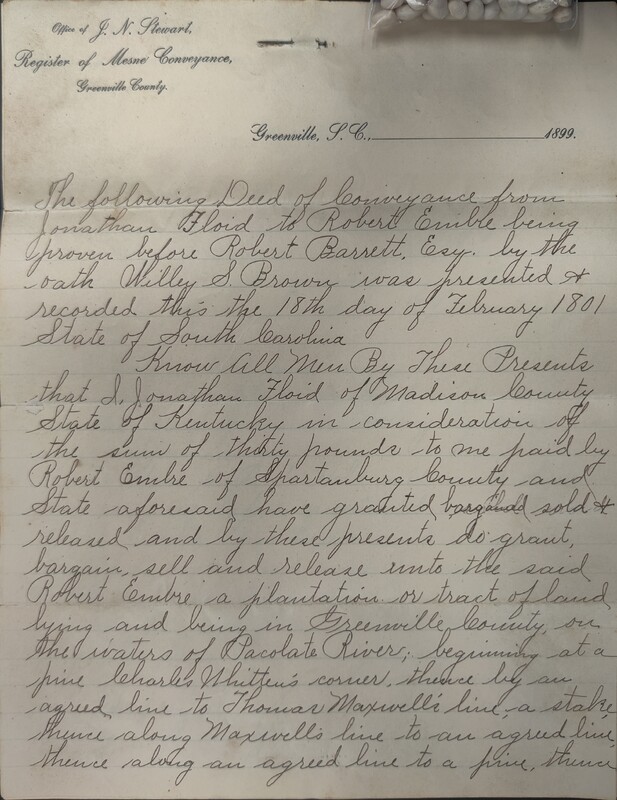 Office of J. N. Stewart,
Register of Mesne Conveyance,
Greenville County.
Greenville, S. C., 1899.
The following Deed of Conveyance from
Jonathan Floid to Robert Embre being
proven before Robert Barrett, Esq. by the
oath Willey S. Brown was presented &
recorded this the 18th day of February 1801
State of South Carolina
Know All Men By These Presents
that I, Jonathan Floid of Madison County
State of Kentucky in consideration of
the sum of thirty pounds to me paid by
Robert Embre of Spartanburg County and
State aforesaid have granted sold &
released and by these presents do grant,
bargain, sell and release unto the said
Robert Embre a plantation or tract of land
lying and being in Greenville County, on
the waters of Pacolate River; beginning at a
pine Charles Whitten's corner, thence by an
agreed line to Thomas Maxwell's line, a stake,
thence along Maxwell's line to an agreed line,
thence along an agreed line to a pine, thence